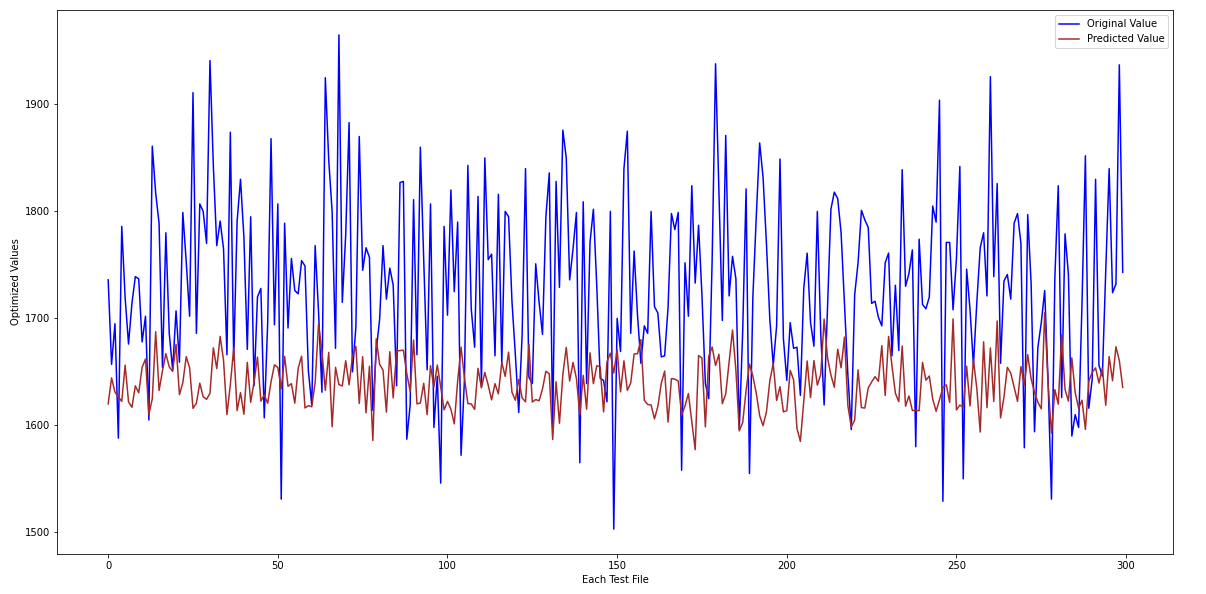 Original Value
Predicted Value
Optimized Values
1900
1800
1700
1600
1500
0 50 100 150 200 250 300
Each Test File